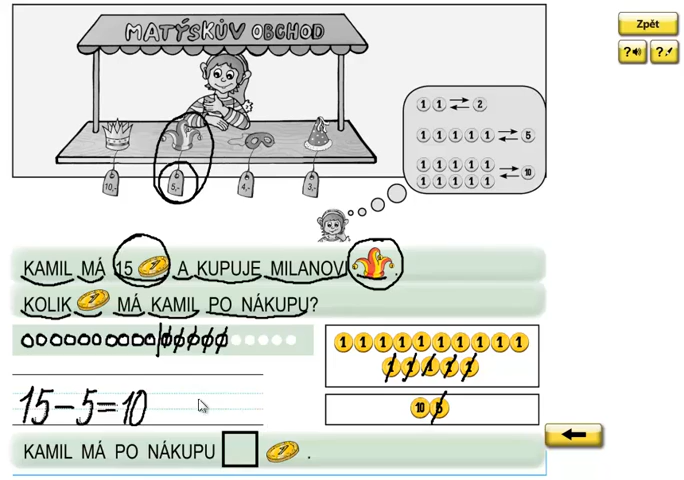 MATÝSKŮV OBCHOD
Zpět
? ?
1 1 2
1 1 1 1 1 5
1 1 1 1 1
1 1 1 1 1 10
10,- 5,- 4,- 3,-
KAMIL MÁ 15 1 A KUPUJE MILANOVI .
KOLIK 1 MÁ KAMIL PO NÁKUPU?
1 1 1 1 1 1 1 1 1 1
1 1 1 1 1
15-5=10
10 5
KAMIL MÁ PO NÁKUPU 1 .